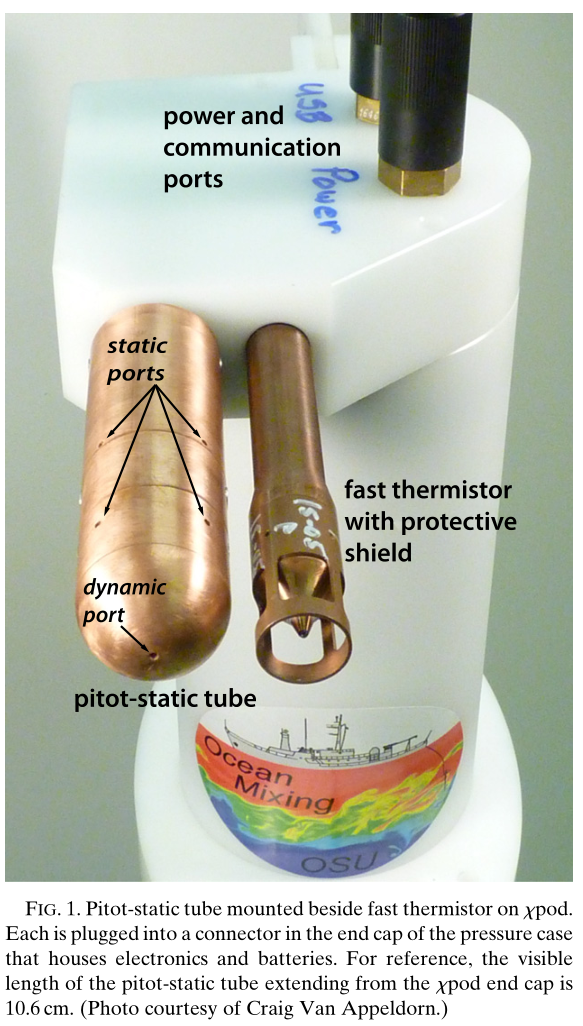 USB
power and
communication
ports
Power
static
ports
15-05
fast thermistor
with protective
shield
dynamic
port
pitot-static tube
Ocean
Mixing
OSU
FIG. 1. Pitot-static tube mounted beside fast thermistor on χpod.
Each is plugged into a connector in the end cap of the pressure case
that houses electronics and batteries. For reference, the visible
length of the pitot-static tube extending from the χpod end cap is
10.6 cm. (Photo courtesy of Craig Van Appeldorn.)